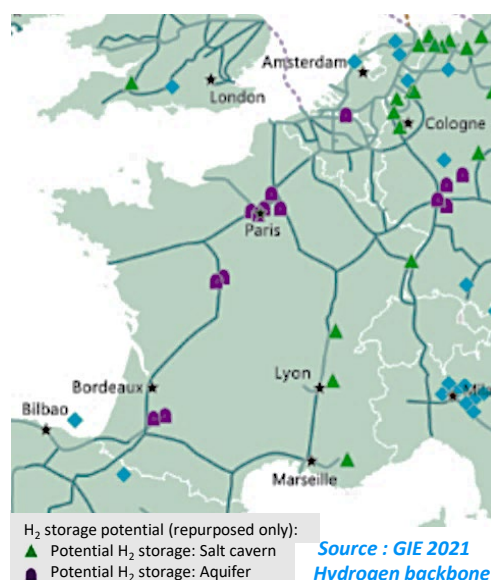 Amsterdam
London
Cologne
Paris
Bordeaux
Lyon
Mila
Bilbao
Marseille
H₂ storage potential (repurposed only):
Potential H₂ storage: Salt cavern
Potential H₂ storage: Aquifer
Source : GIE 2021
Hydrogen backbone